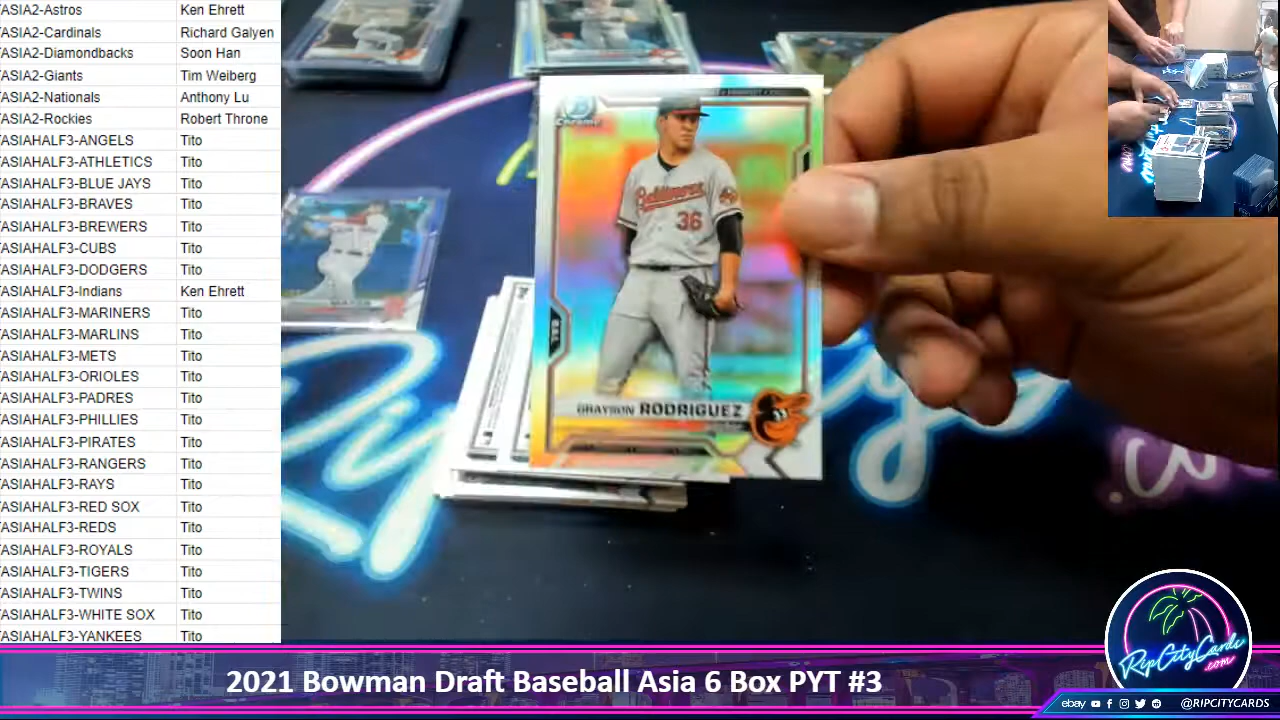 ASIA2-Astros Ken Ehrett
ASIA2-Cardinals Richard Galyen
ASIA2-Diamondbacks Soon Han
ASIA2-Giants Tim Weiberg
ASIA2-Nationals Anthony Lu
ASIA2-Rockies Robert Throne
ASIAHALF3-ANGELS Tito
ASIAHALF3-ATHLETICS Tito
ASIAHALF3-BLUE JAYS Tito
ASIAHALF3-BRAVES Tito
ASIAHALF3-BREWERS Tito
ASIAHALF3-CUBS Tito
ASIAHALF3-DODGERS Tito
ASIAHALF3-Indians Ken Ehrett
ASIAHALF3-MARINERS Tito
ASIAHALF3-MARLINS Tito
ASIAHALF3-METS Tito
ASIAHALF3-ORIOLES Tito
ASIAHALF3-PADRES Tito
ASIAHALF3-PHILLIES Tito
ASIAHALF3-PIRATES Tito
ASIAHALF3-RANGERS Tito
ASIAHALF3-RAYS Tito
ASIAHALF3-RED SOX Tito
ASIAHALF3-REDS Tito
ASIAHALF3-ROYALS Tito
ASIAHALF3-TIGERS Tito
ASIAHALF3-TWINS Tito
ASIAHALF3-WHITE SOX Tito
ASIAHALF3-YANKEES Tito
Chrome
Baltimore
36
BAL
GRAYSON RODRIGUEZ
RipCityCards
.com
2021 Bowman Draft Baseball Asia 6 Box PYT #3
ebay @RIPCITYCARDS